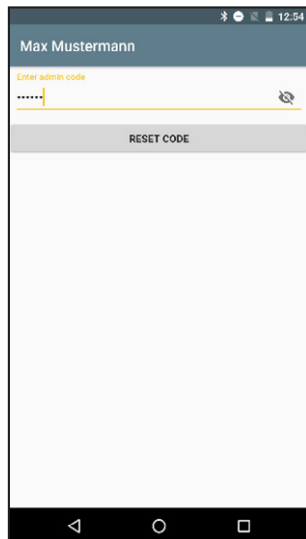 12:54
Max Mustermann
Enter admin code
••••••
RESET CODE